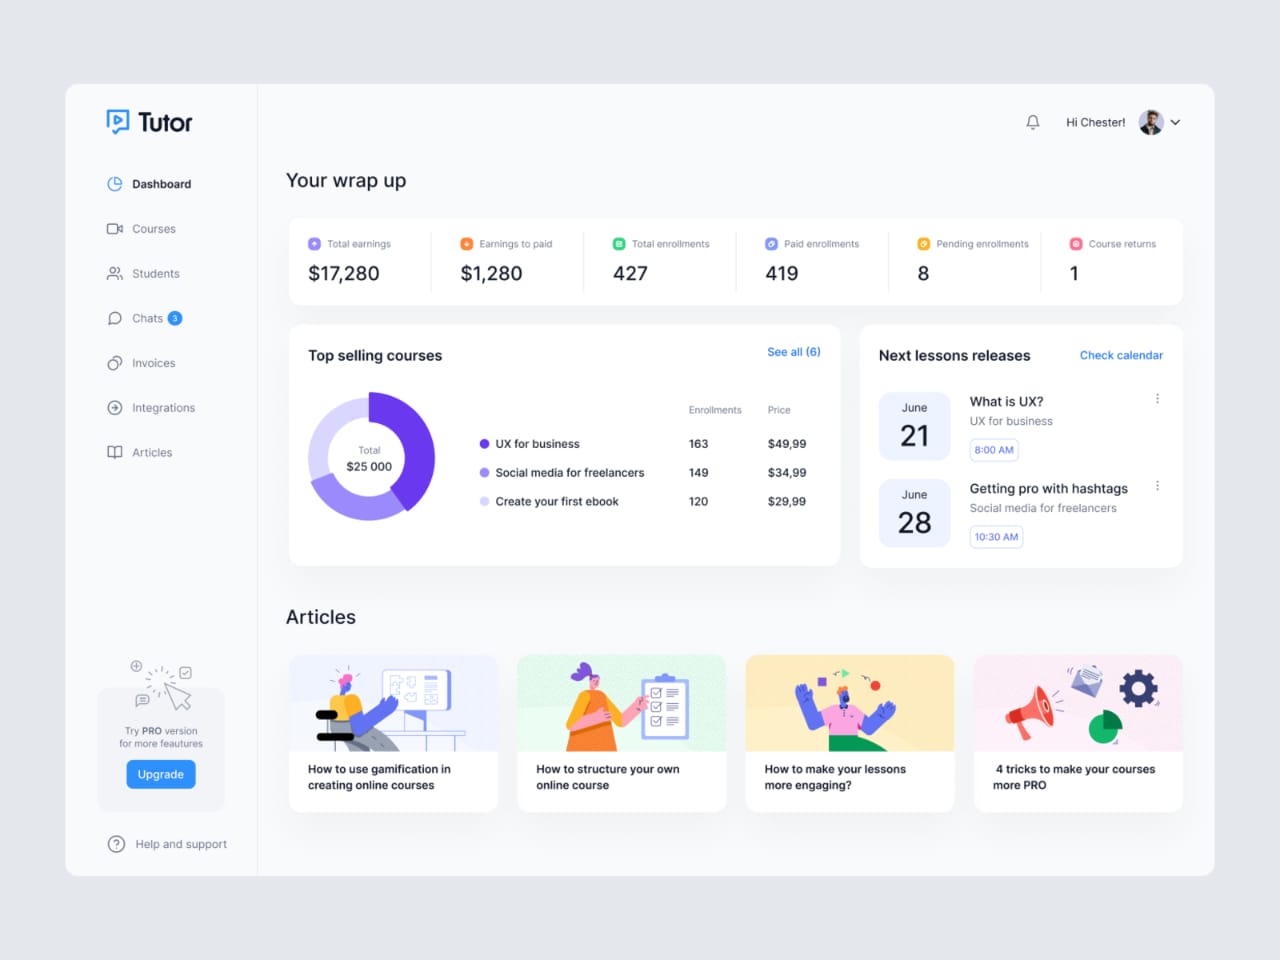 Tutor
Hi Chester!
Dashboard
Courses
Students
Chats 3
Invoices
Integrations
Articles
Try PRO version
for more feautures
Upgrade
Help and support
Your wrap up
Total earnings
$17,280
Earnings to paid
$1,280
Total enrollments
427
Paid enrollments
419
Pending enrollments
8
Course returns
1
Top selling courses
See all (6)
Total
$25 000
Enrollments Price
UX for business 163 $49,99
Social media for freelancers 149 $34,99
Create your first ebook 120 $29,99
Next lessons releases
Check calendar
June
21
What is UX?
UX for business
8:00 AM
June
28
Getting pro with hashtags
Social media for freelancers
10:30 AM
Articles
How to use gamification in
creating online courses
How to structure your own
online course
How to make your lessons
more engaging?
4 tricks to make your courses
more PRO